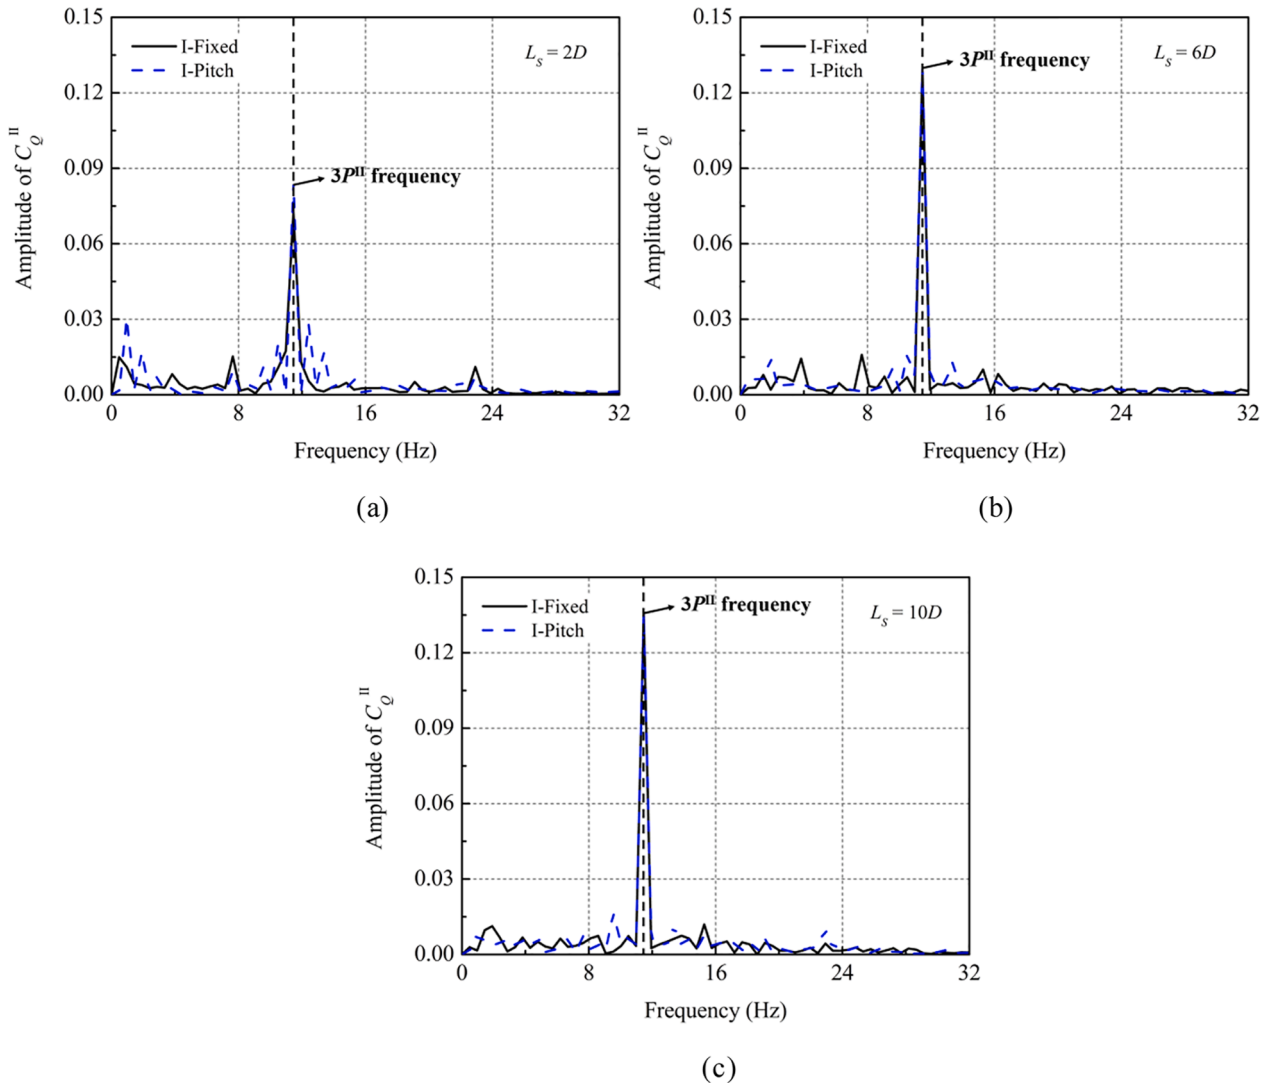 0.15
I-Fixed
I-Pitch
L_S = 2D
0.12
0.09
3P^II frequency
0.06
0.03
0.00
0 8 16 24 32
Amplitude of C_Q^II
Frequency (Hz)
(a)
0.15
I-Fixed
I-Pitch
L_S = 6D
3P^II frequency
0.12
0.09
0.06
0.03
0.00
0 8 16 24 32
Amplitude of C_Q^II
Frequency (Hz)
(b)
0.15
I-Fixed
I-Pitch
3P^II frequency
L_S = 10D
0.12
0.09
0.06
0.03
0.00
0 8 16 24 32
Amplitude of C_Q^II
Frequency (Hz)
(c)